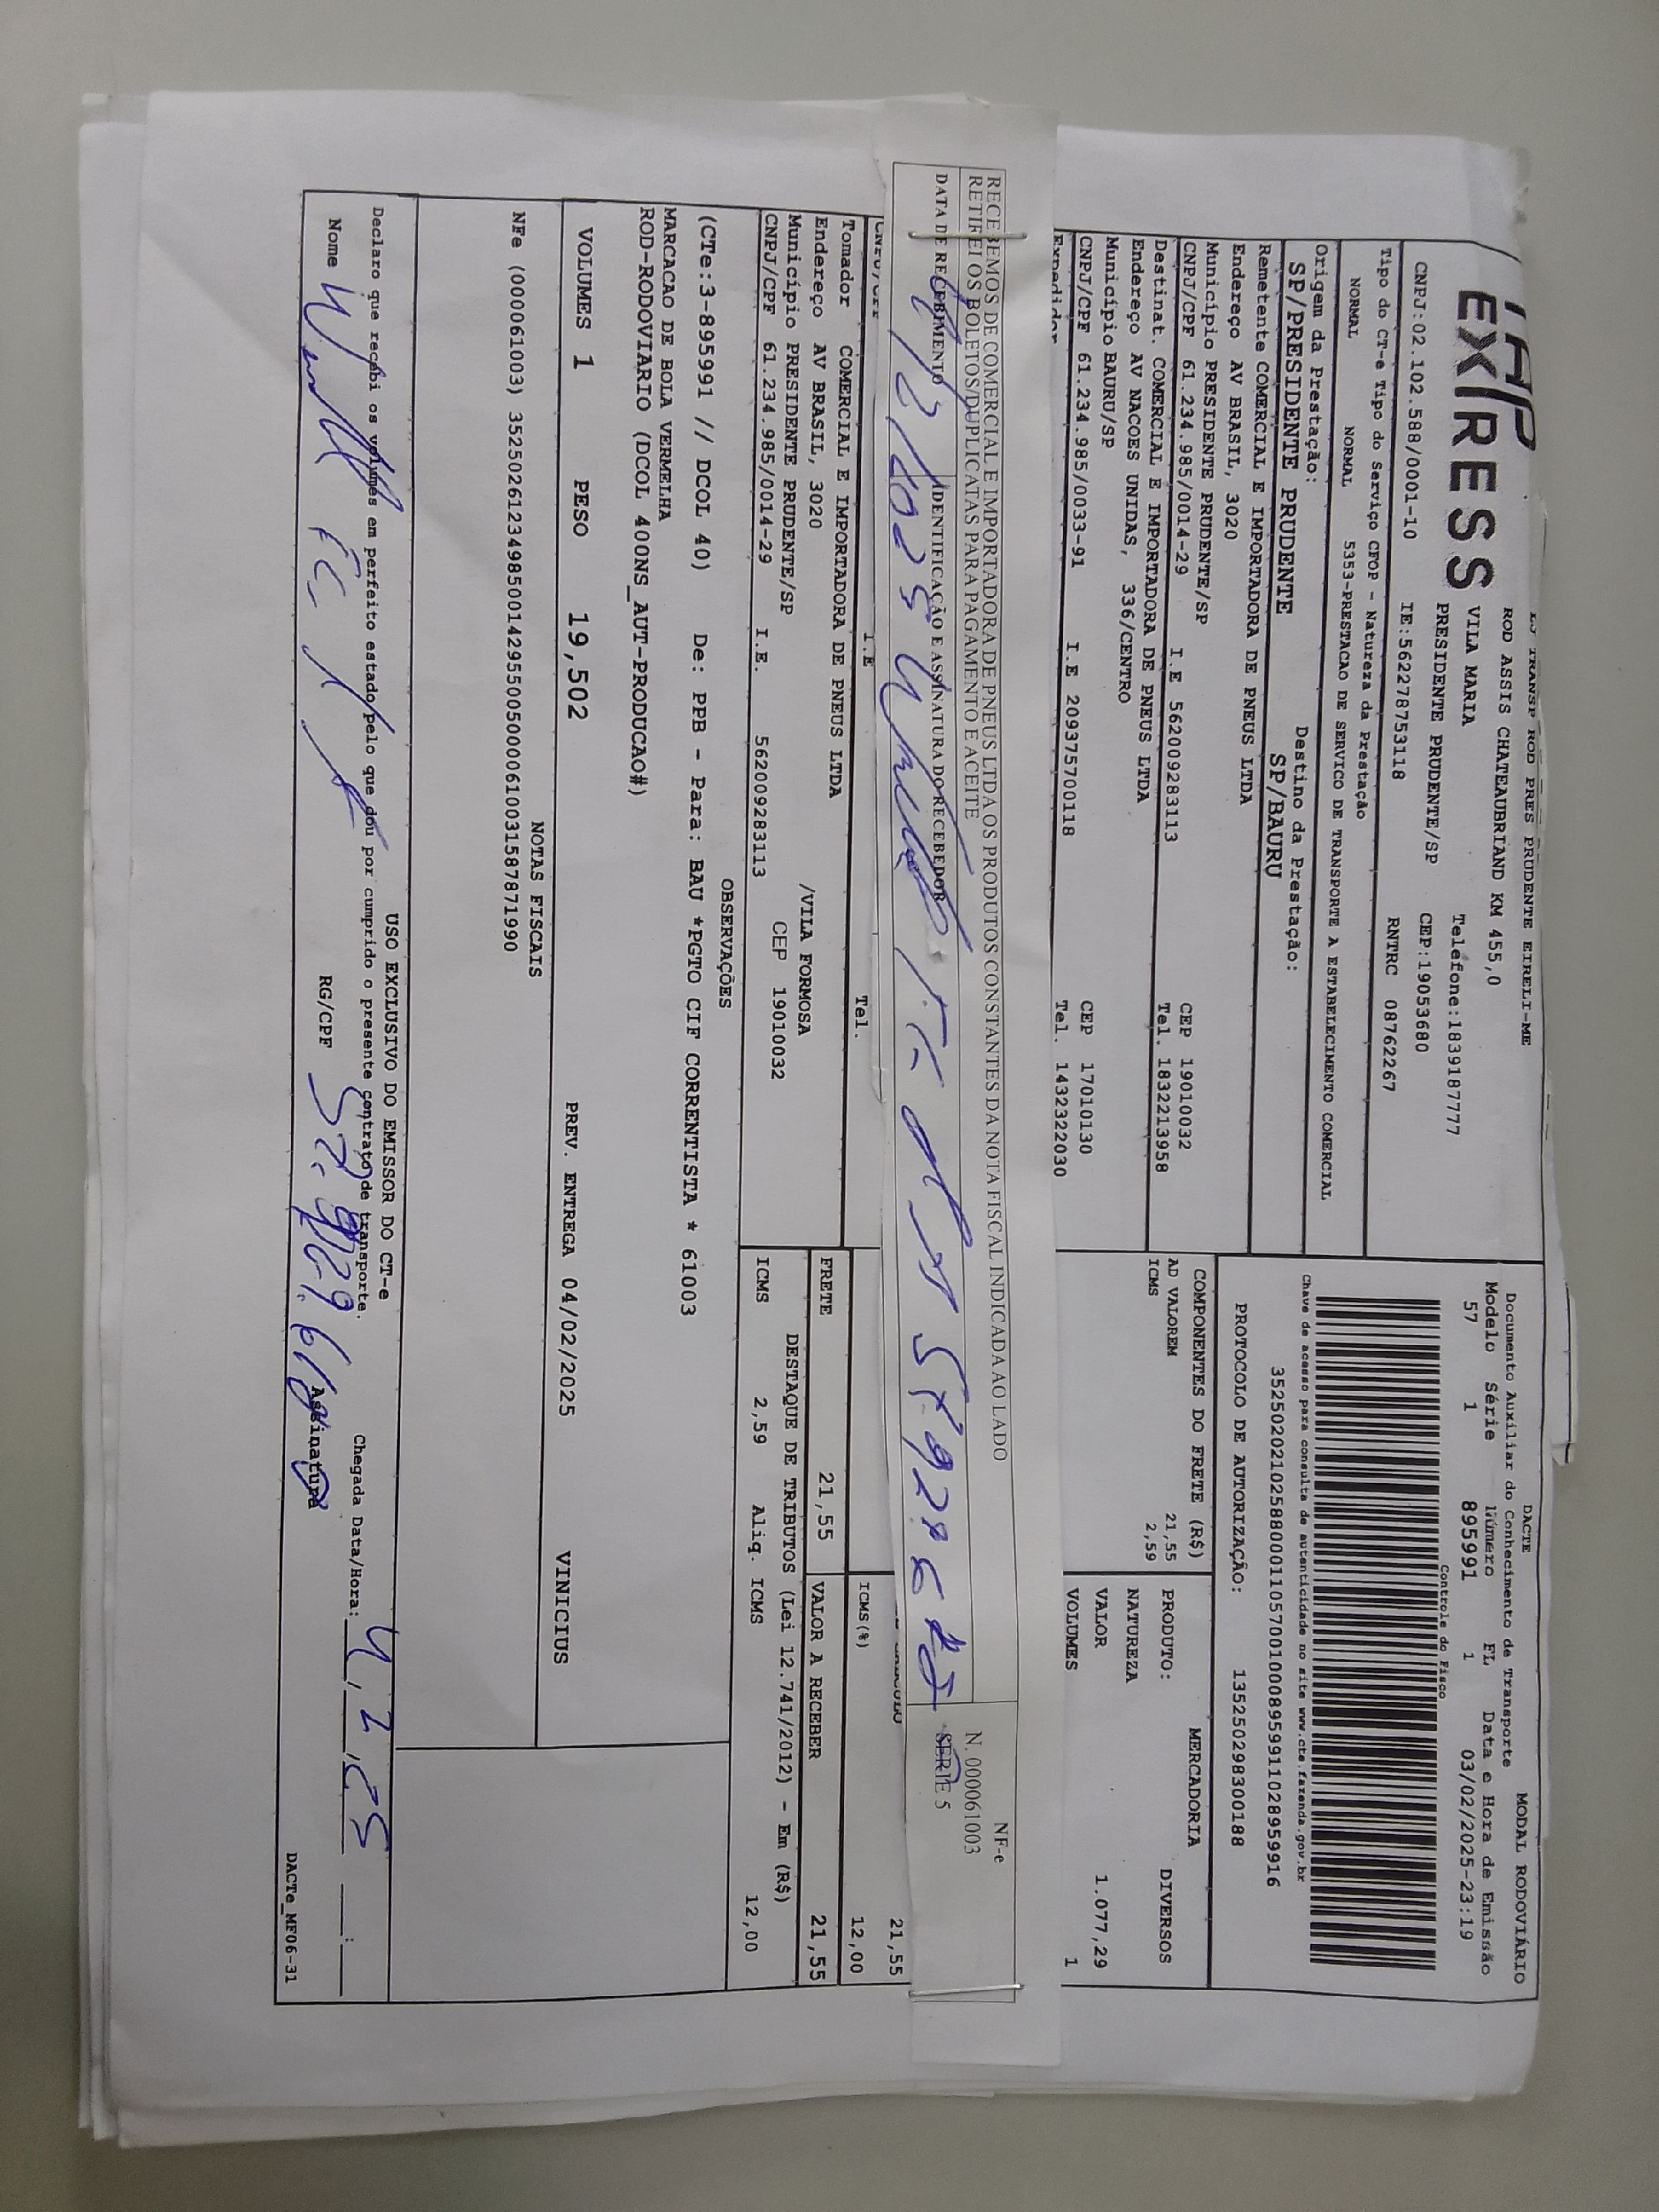 EXPRESS
LJ TRANSP ROD PRES PRUDENTE EIRELI-ME
ROD ASSIS CHATEAUBRIAND KM 455,0
VILA MARIA Telefone:1839187777
PRESIDENTE PRUDENTE/SP CEP:19053680
CNPJ:02.102.588/0001-10 IE:562278753118 RNTRC 08762267
Tipo do CT-e Tipo do Serviço CFOP - Natureza da Prestação
NORMAL NORMAL 5353-PRESTACAO DE SERVICO DE TRANSPORTE A ESTABELECIMENTO COMERCIAL
Origem da Prestação: Destino da Prestação:
SP/PRESIDENTE PRUDENTE SP/BAURU
Remetente COMERCIAL E IMPORTADORA DE PNEUS LTDA
Endereço AV BRASIL, 3020
Município PRESIDENTE PRUDENTE/SP CEP 19010032
CNPJ/CPF 61.234.985/0014-29 I.E 562009283113 Tel. 1832213958
Destinat. COMERCIAL E IMPORTADORA DE PNEUS LTDA
Endereço AV NACOES UNIDAS, 336/CENTRO
Município BAURU/SP CEP 17010130
CNPJ/CPF 61.234.985/0033-91 I.E 209375700118 Tel. 1432322030
Expedidor
DACTE MODAL RODOVIÁRIO
Documento Auxiliar do Conhecimento de Transporte
Modelo Série Número FL Data e Hora de Emissão
57 1 895991 1 03/02/2025-23:19
Controle do Fisco
Chave de acesso para consulta de autenticidade no site www.cte.fazenda.gov.br
35250202102588000110570010008959911028959916
PROTOCOLO DE AUTORIZAÇÃO: 135250298300188
COMPONENTES DO FRETE (R$)
AD VALOREM 21,55
ICMS 2,59
MERCADORIA
PRODUTO: DIVERSOS
NATUREZA
VALOR 1.077,29
VOLUMES 1
RECEBEMOS DE COMERCIAL E IMPORTADORA DE PNEUS LTDA OS PRODUTOS CONSTANTES DA NOTA FISCAL INDICADA AO LADO
RETIREI OS BOLETOS/DUPLICATAS PARA PAGAMENTO E ACEITE
DATA DE RECEBIMENTO IDENTIFICAÇÃO E ASSINATURA DO RECEBEDOR
NF-e
N. 000061003
SERIE 5
I.E Tel.
21,55
ICMS(%) 12,00
Tomador COMERCIAL E IMPORTADORA DE PNEUS LTDA
Endereço AV BRASIL, 3020 /VILA FORMOSA
Município PRESIDENTE PRUDENTE/SP CEP 19010032
CNPJ/CPF 61.234.985/0014-29 I.E. 562009283113
FRETE 21,55 VALOR A RECEBER 21,55
DESTAQUE DE TRIBUTOS (Lei 12.741/2012) - Em (R$)
ICMS 2,59 Aliq. ICMS 12,00
OBSERVAÇÕES
(CTe:3-895991 // DCOL 40) De: PPB - Para: BAU *PGTO CIF CORRENTISTA * 61003
MARCACAO DE BOLA VERMELHA
ROD-RODOVIARIO (DCOL 400NS_AUT-PRODUCAO#)
VOLUMES 1 PESO 19,502 PREV. ENTREGA 04/02/2025 VINICIUS
NOTAS FISCAIS
NFe (000061003) 35250261234985001429550050000610031587871990
USO EXCLUSIVO DO EMISSOR DO CT-e
Declaro que recebi os volumes em perfeito estado pelo que dou por cumprido o presente contrato de transporte.
Chegada Data/Hora: 4, 2, 25
Nome RG/CPF Assinatura
DACTe_MF06-31